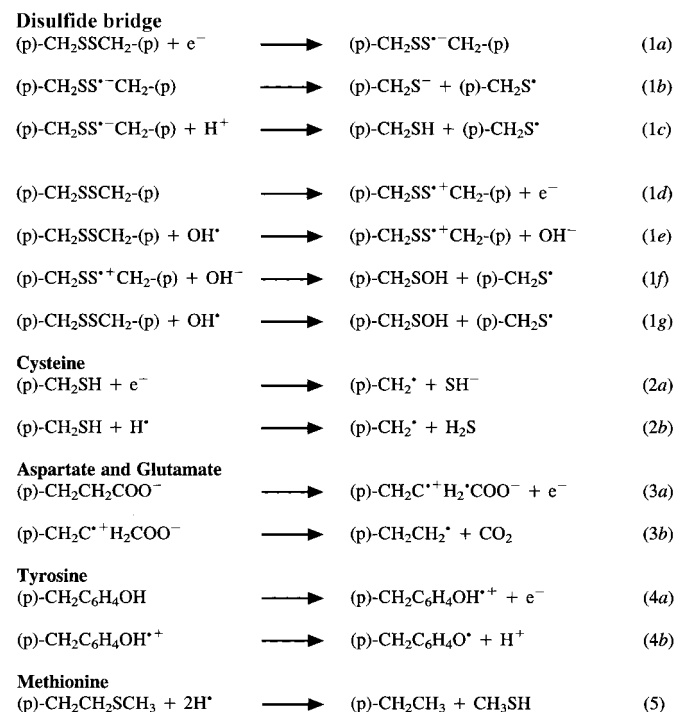 Disulfide bridge
(p)-CH₂SSCH₂-(p) + e⁻ ⟶ (p)-CH₂SS•⁻CH₂-(p) (1a)
(p)-CH₂SS•⁻CH₂-(p) ⟶ (p)-CH₂S⁻ + (p)-CH₂S• (1b)
(p)-CH₂SS•⁻CH₂-(p) + H⁺ ⟶ (p)-CH₂SH + (p)-CH₂S• (1c)
(p)-CH₂SSCH₂-(p) ⟶ (p)-CH₂SS•⁺CH₂-(p) + e⁻ (1d)
(p)-CH₂SSCH₂-(p) + OH• ⟶ (p)-CH₂SS•⁺CH₂-(p) + OH⁻ (1e)
(p)-CH₂SS•⁺CH₂-(p) + OH⁻ ⟶ (p)-CH₂SOH + (p)-CH₂S• (1f)
(p)-CH₂SSCH₂-(p) + OH• ⟶ (p)-CH₂SOH + (p)-CH₂S• (1g)
Cysteine
(p)-CH₂SH + e⁻ ⟶ (p)-CH₂• + SH⁻ (2a)
(p)-CH₂SH + H• ⟶ (p)-CH₂• + H₂S (2b)
Aspartate and Glutamate
(p)-CH₂CH₂COO⁻ ⟶ (p)-CH₂C•⁺H₂•COO⁻ + e⁻ (3a)
(p)-CH₂C•⁺H₂COO⁻ ⟶ (p)-CH₂CH₂• + CO₂ (3b)
Tyrosine
(p)-CH₂C₆H₄OH ⟶ (p)-CH₂C₆H₄OH•⁺ + e⁻ (4a)
(p)-CH₂C₆H₄OH•⁺ ⟶ (p)-CH₂C₆H₄O• + H⁺ (4b)
Methionine
(p)-CH₂CH₂SCH₃ + 2H• ⟶ (p)-CH₂CH₃ + CH₃SH (5)